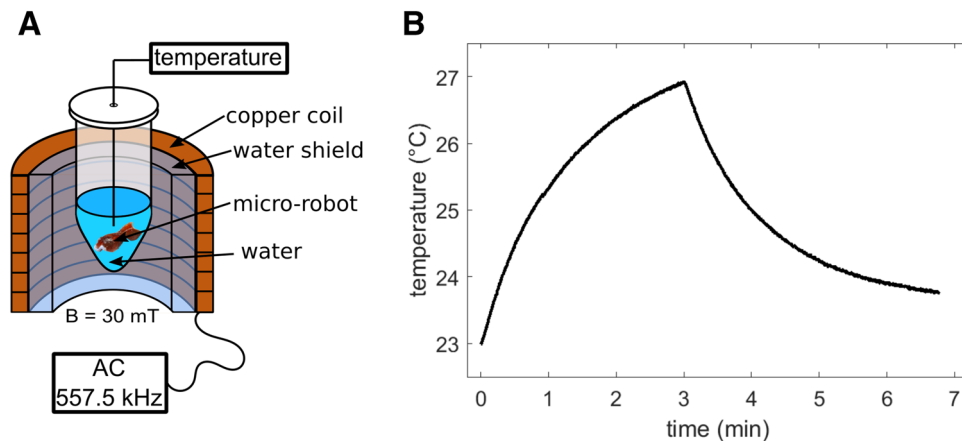 A
temperature
copper coil
water shield
micro-robot
water
B = 30 mT
AC
557.5 kHz
B
temperature (°C)
27
26
25
24
23
0 1 2 3 4 5 6 7
time (min)